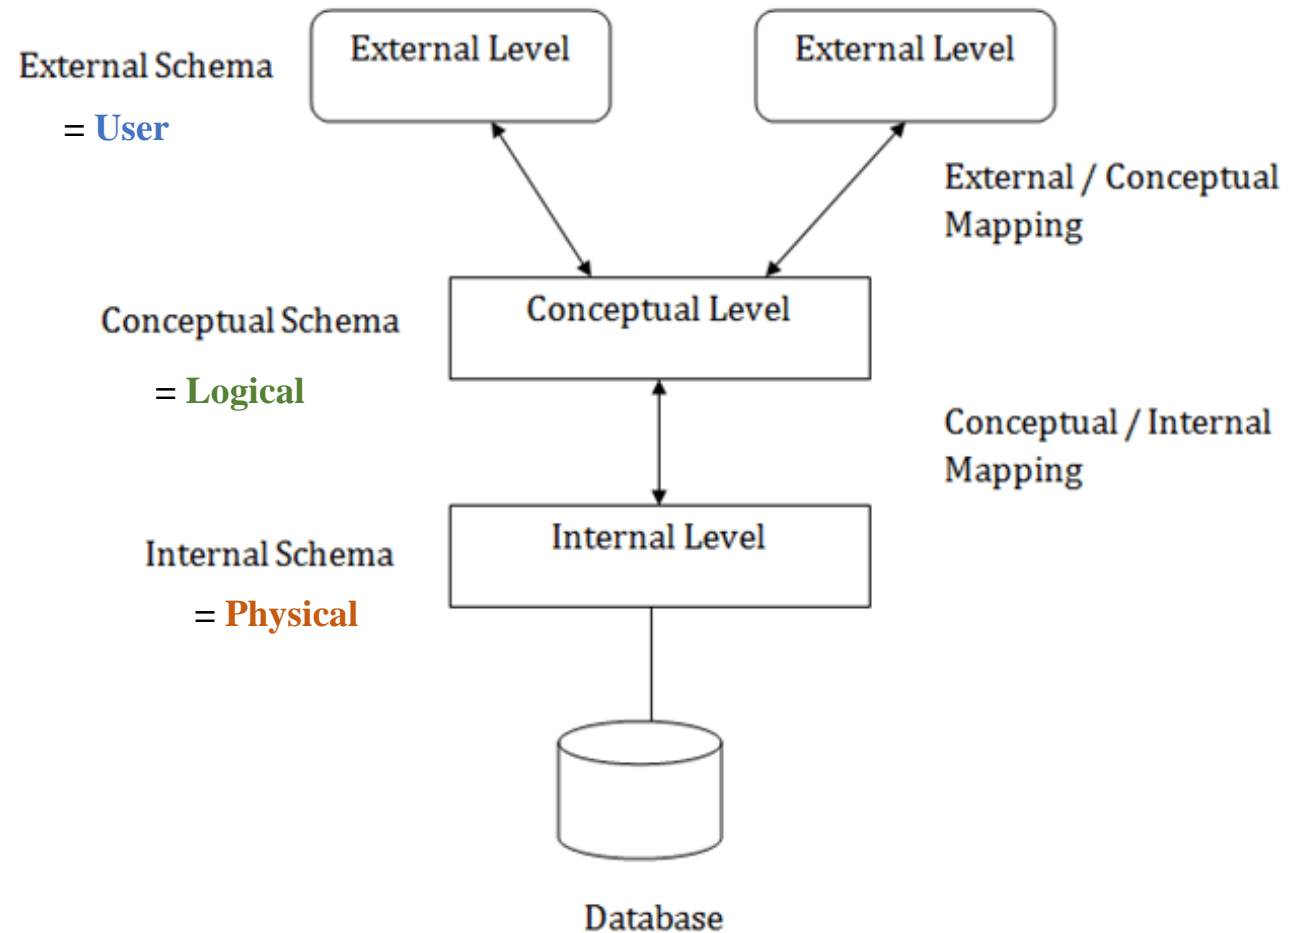 External Level
External Level
External Schema
= User
External / Conceptual
Mapping
Conceptual Level
Conceptual Schema
= Logical
Conceptual / Internal
Mapping
Internal Level
Internal Schema
= Physical
Database